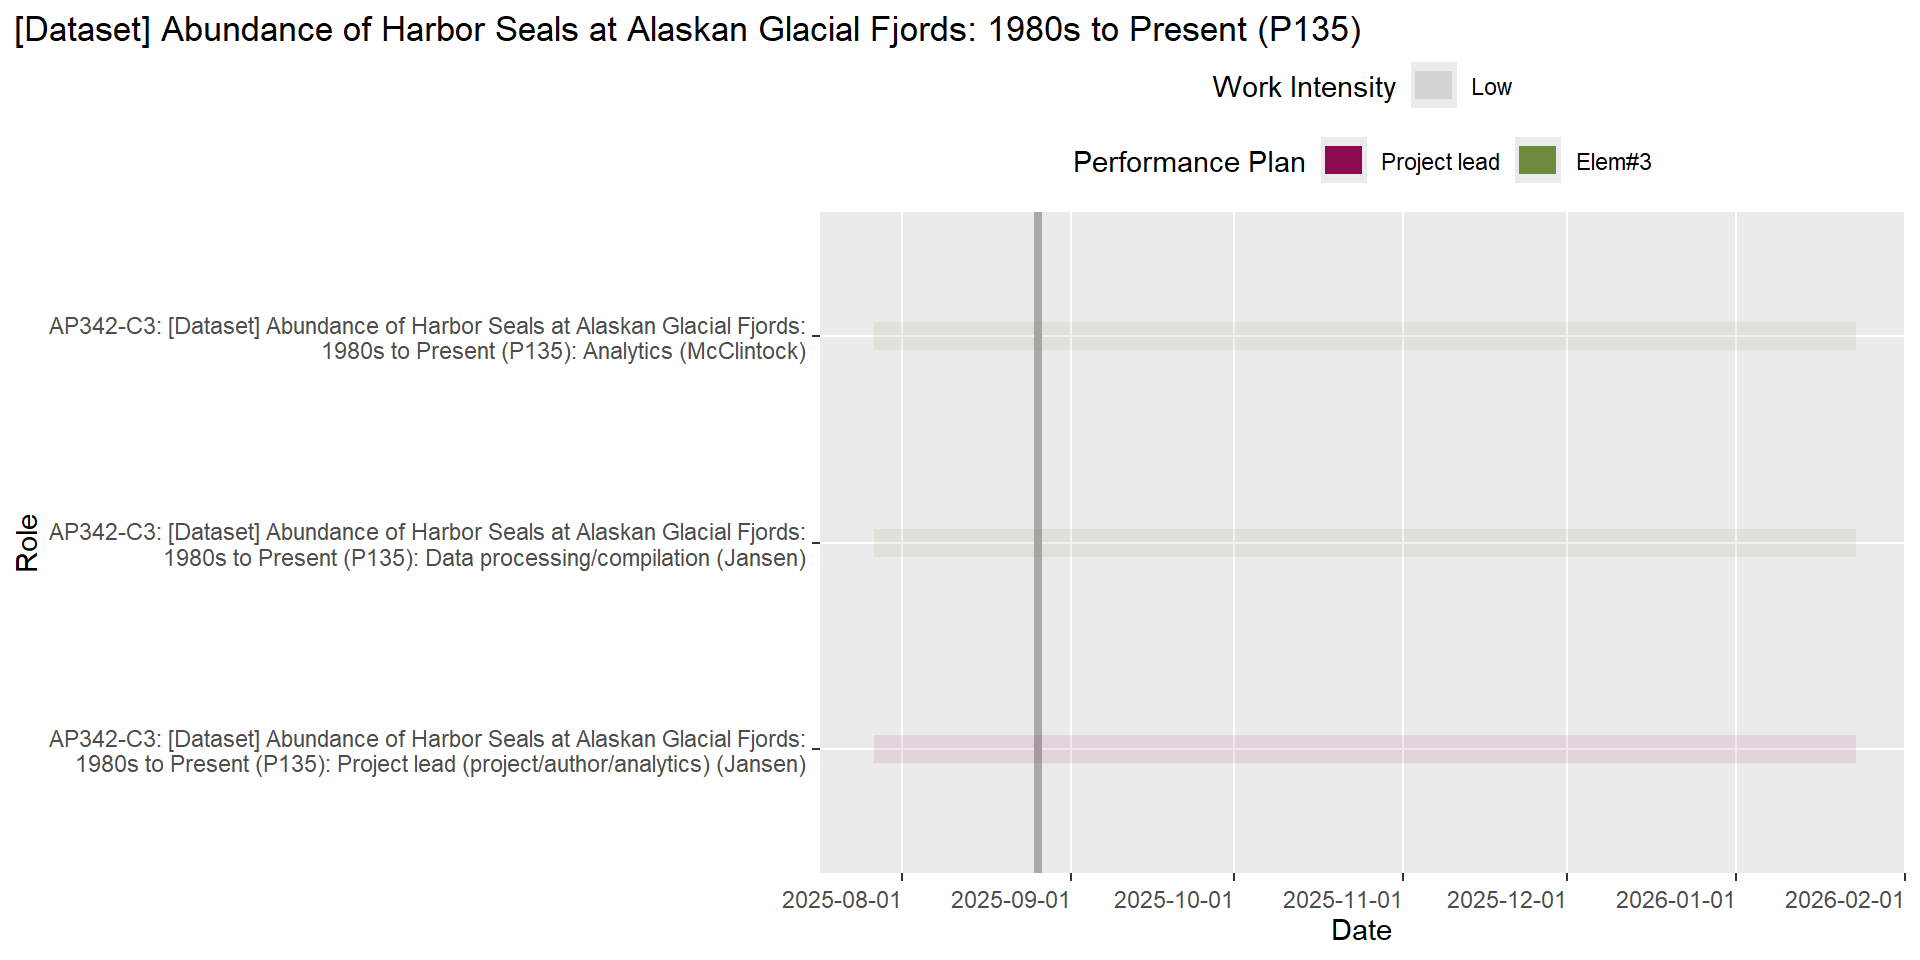 [Dataset] Abundance of Harbor Seals at Alaskan Glacial Fjords: 1980s to Present (P135)
Work Intensity Low
Performance Plan Project lead Elem#3
Role
AP342-C3: [Dataset] Abundance of Harbor Seals at Alaskan Glacial Fjords:
1980s to Present (P135): Analytics (McClintock)
AP342-C3: [Dataset] Abundance of Harbor Seals at Alaskan Glacial Fjords:
1980s to Present (P135): Data processing/compilation (Jansen)
AP342-C3: [Dataset] Abundance of Harbor Seals at Alaskan Glacial Fjords:
1980s to Present (P135): Project lead (project/author/analytics) (Jansen)
2025-08-01 2025-09-01 2025-10-01 2025-11-01 2025-12-01 2026-01-01 2026-02-01
Date